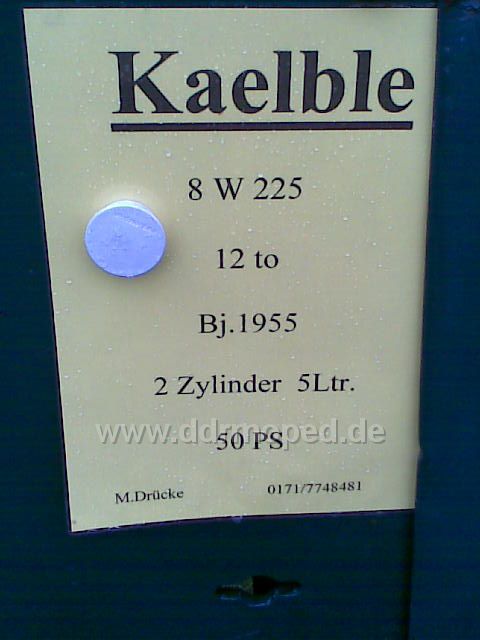 Kaelble
8 W 225
12 to
Bj.1955
2 Zylinder 5Ltr.
www.ddrmoped.de
50 PS
M.Drücke 0171/7748481